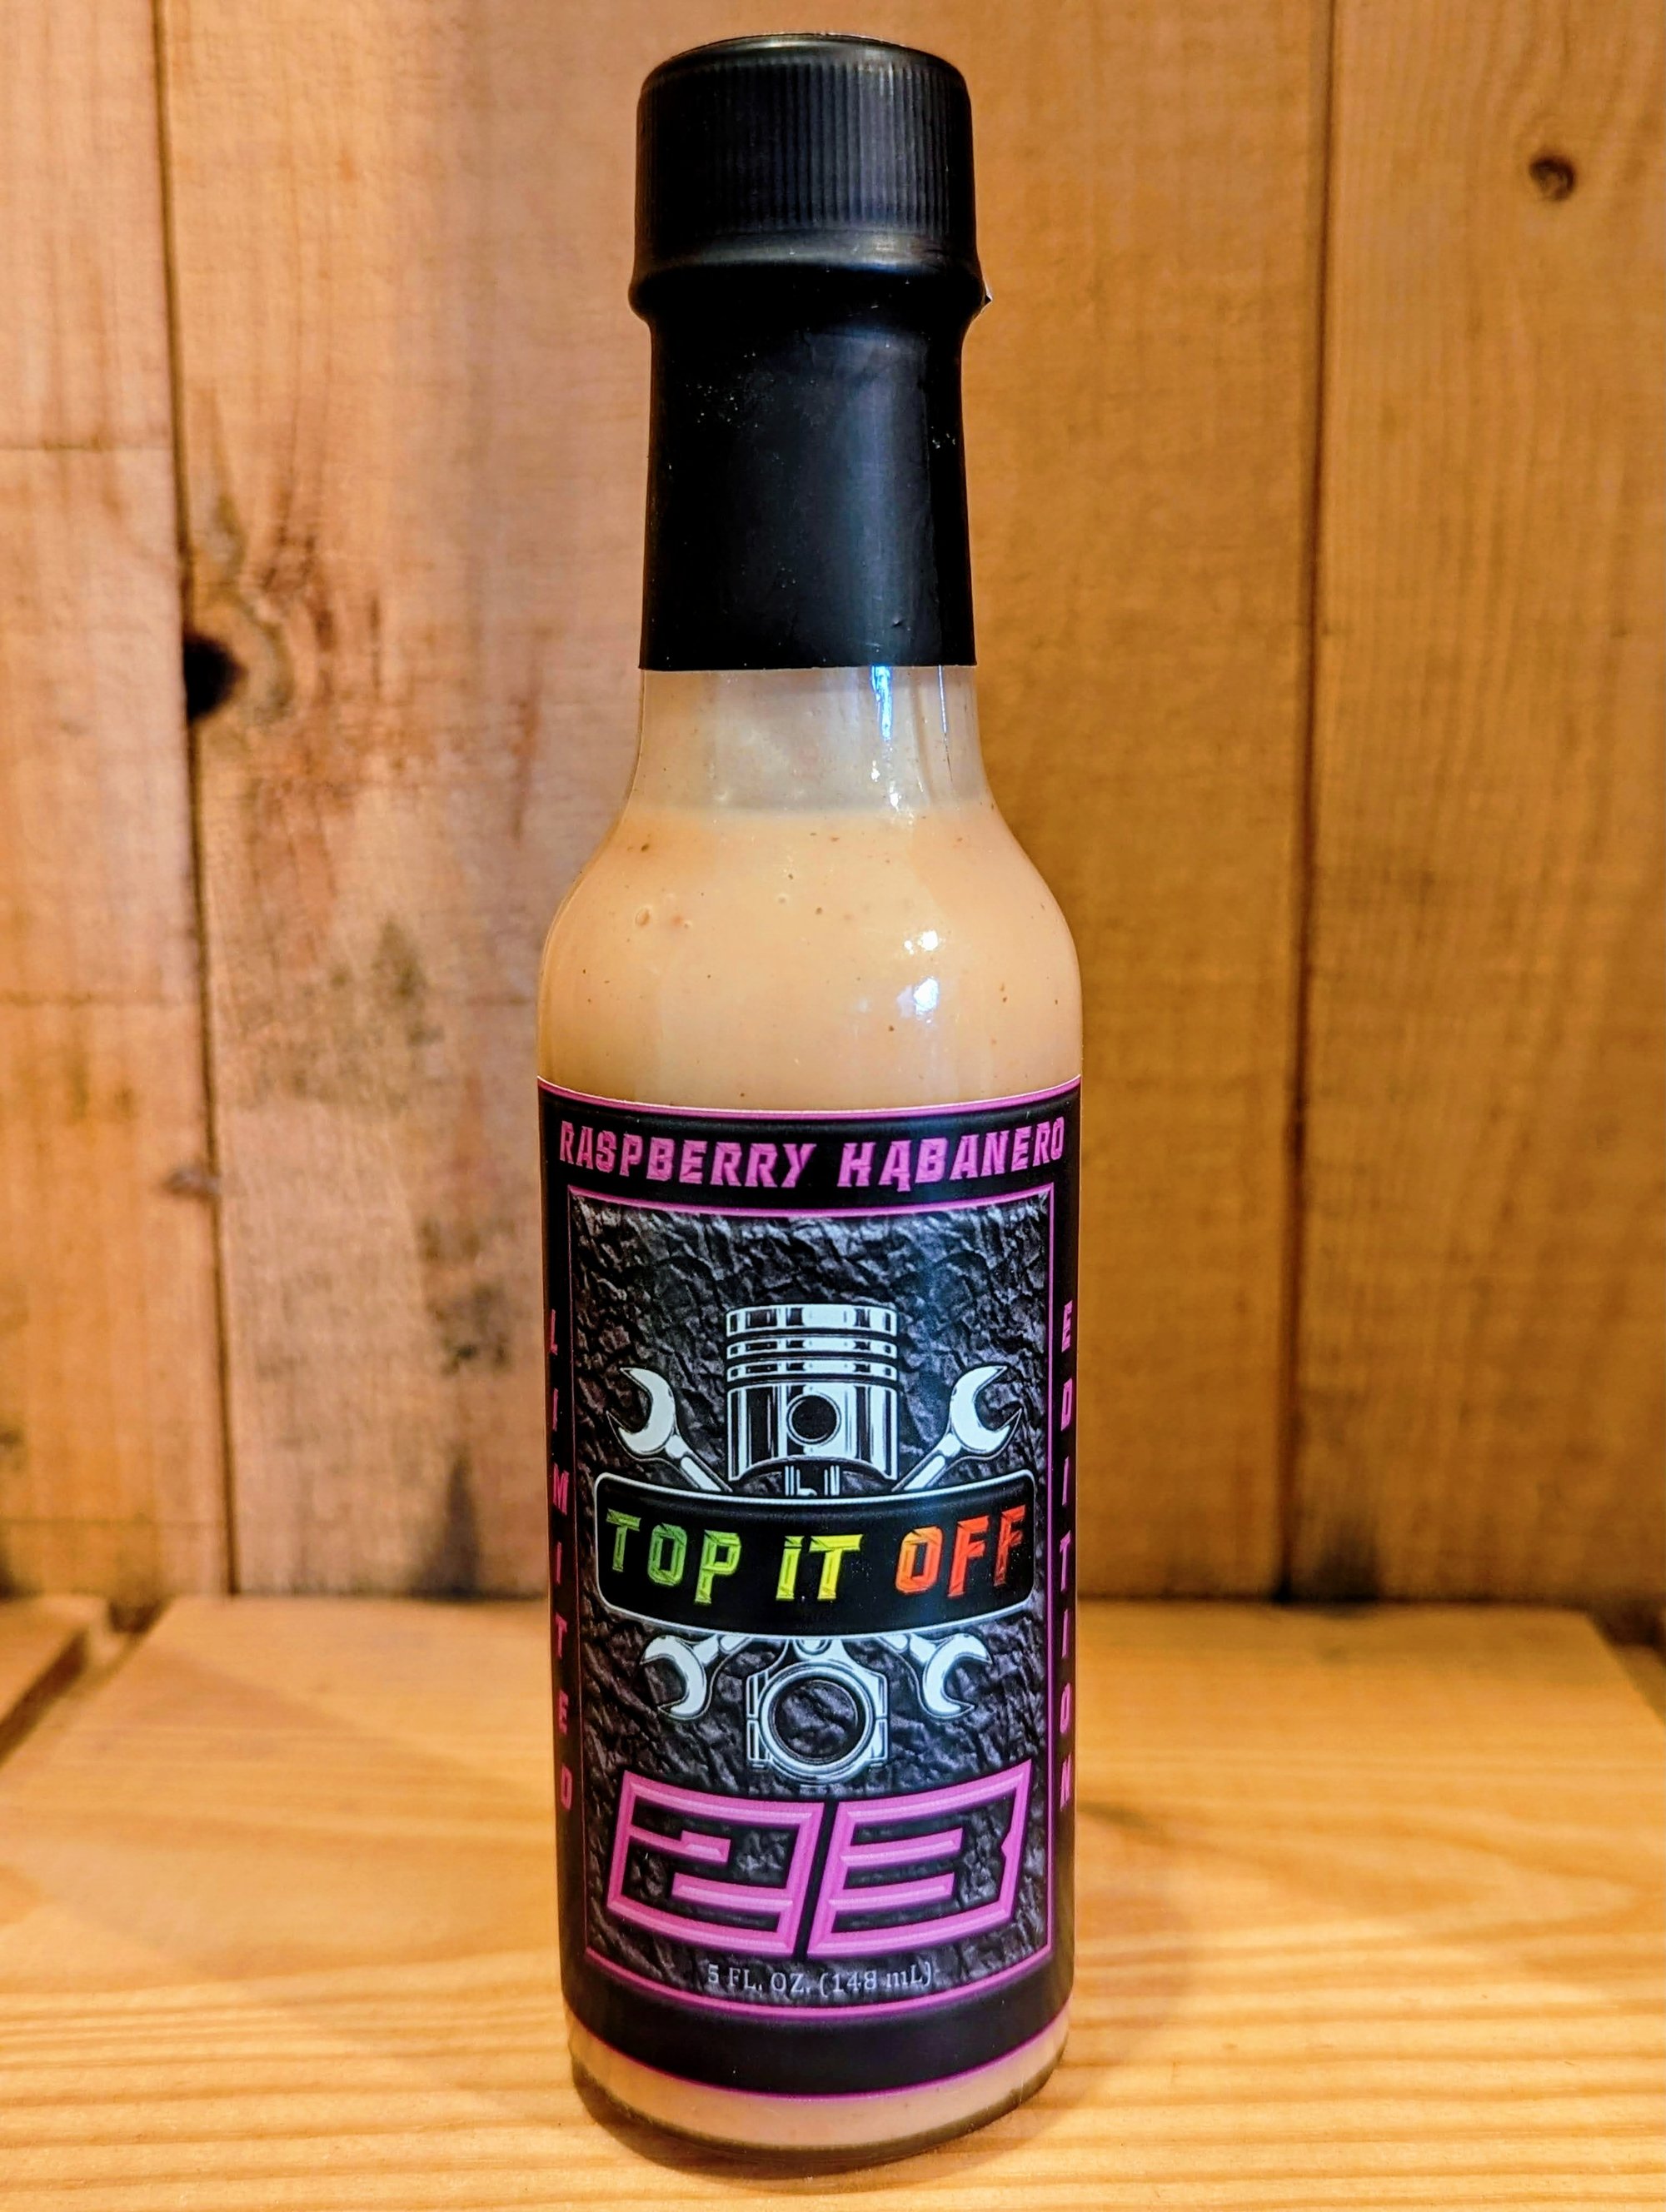 RASPBERRY HABANERO
LIMITED
EDITION
TOP IT OFF
23
5 FL. OZ. (148 mL)